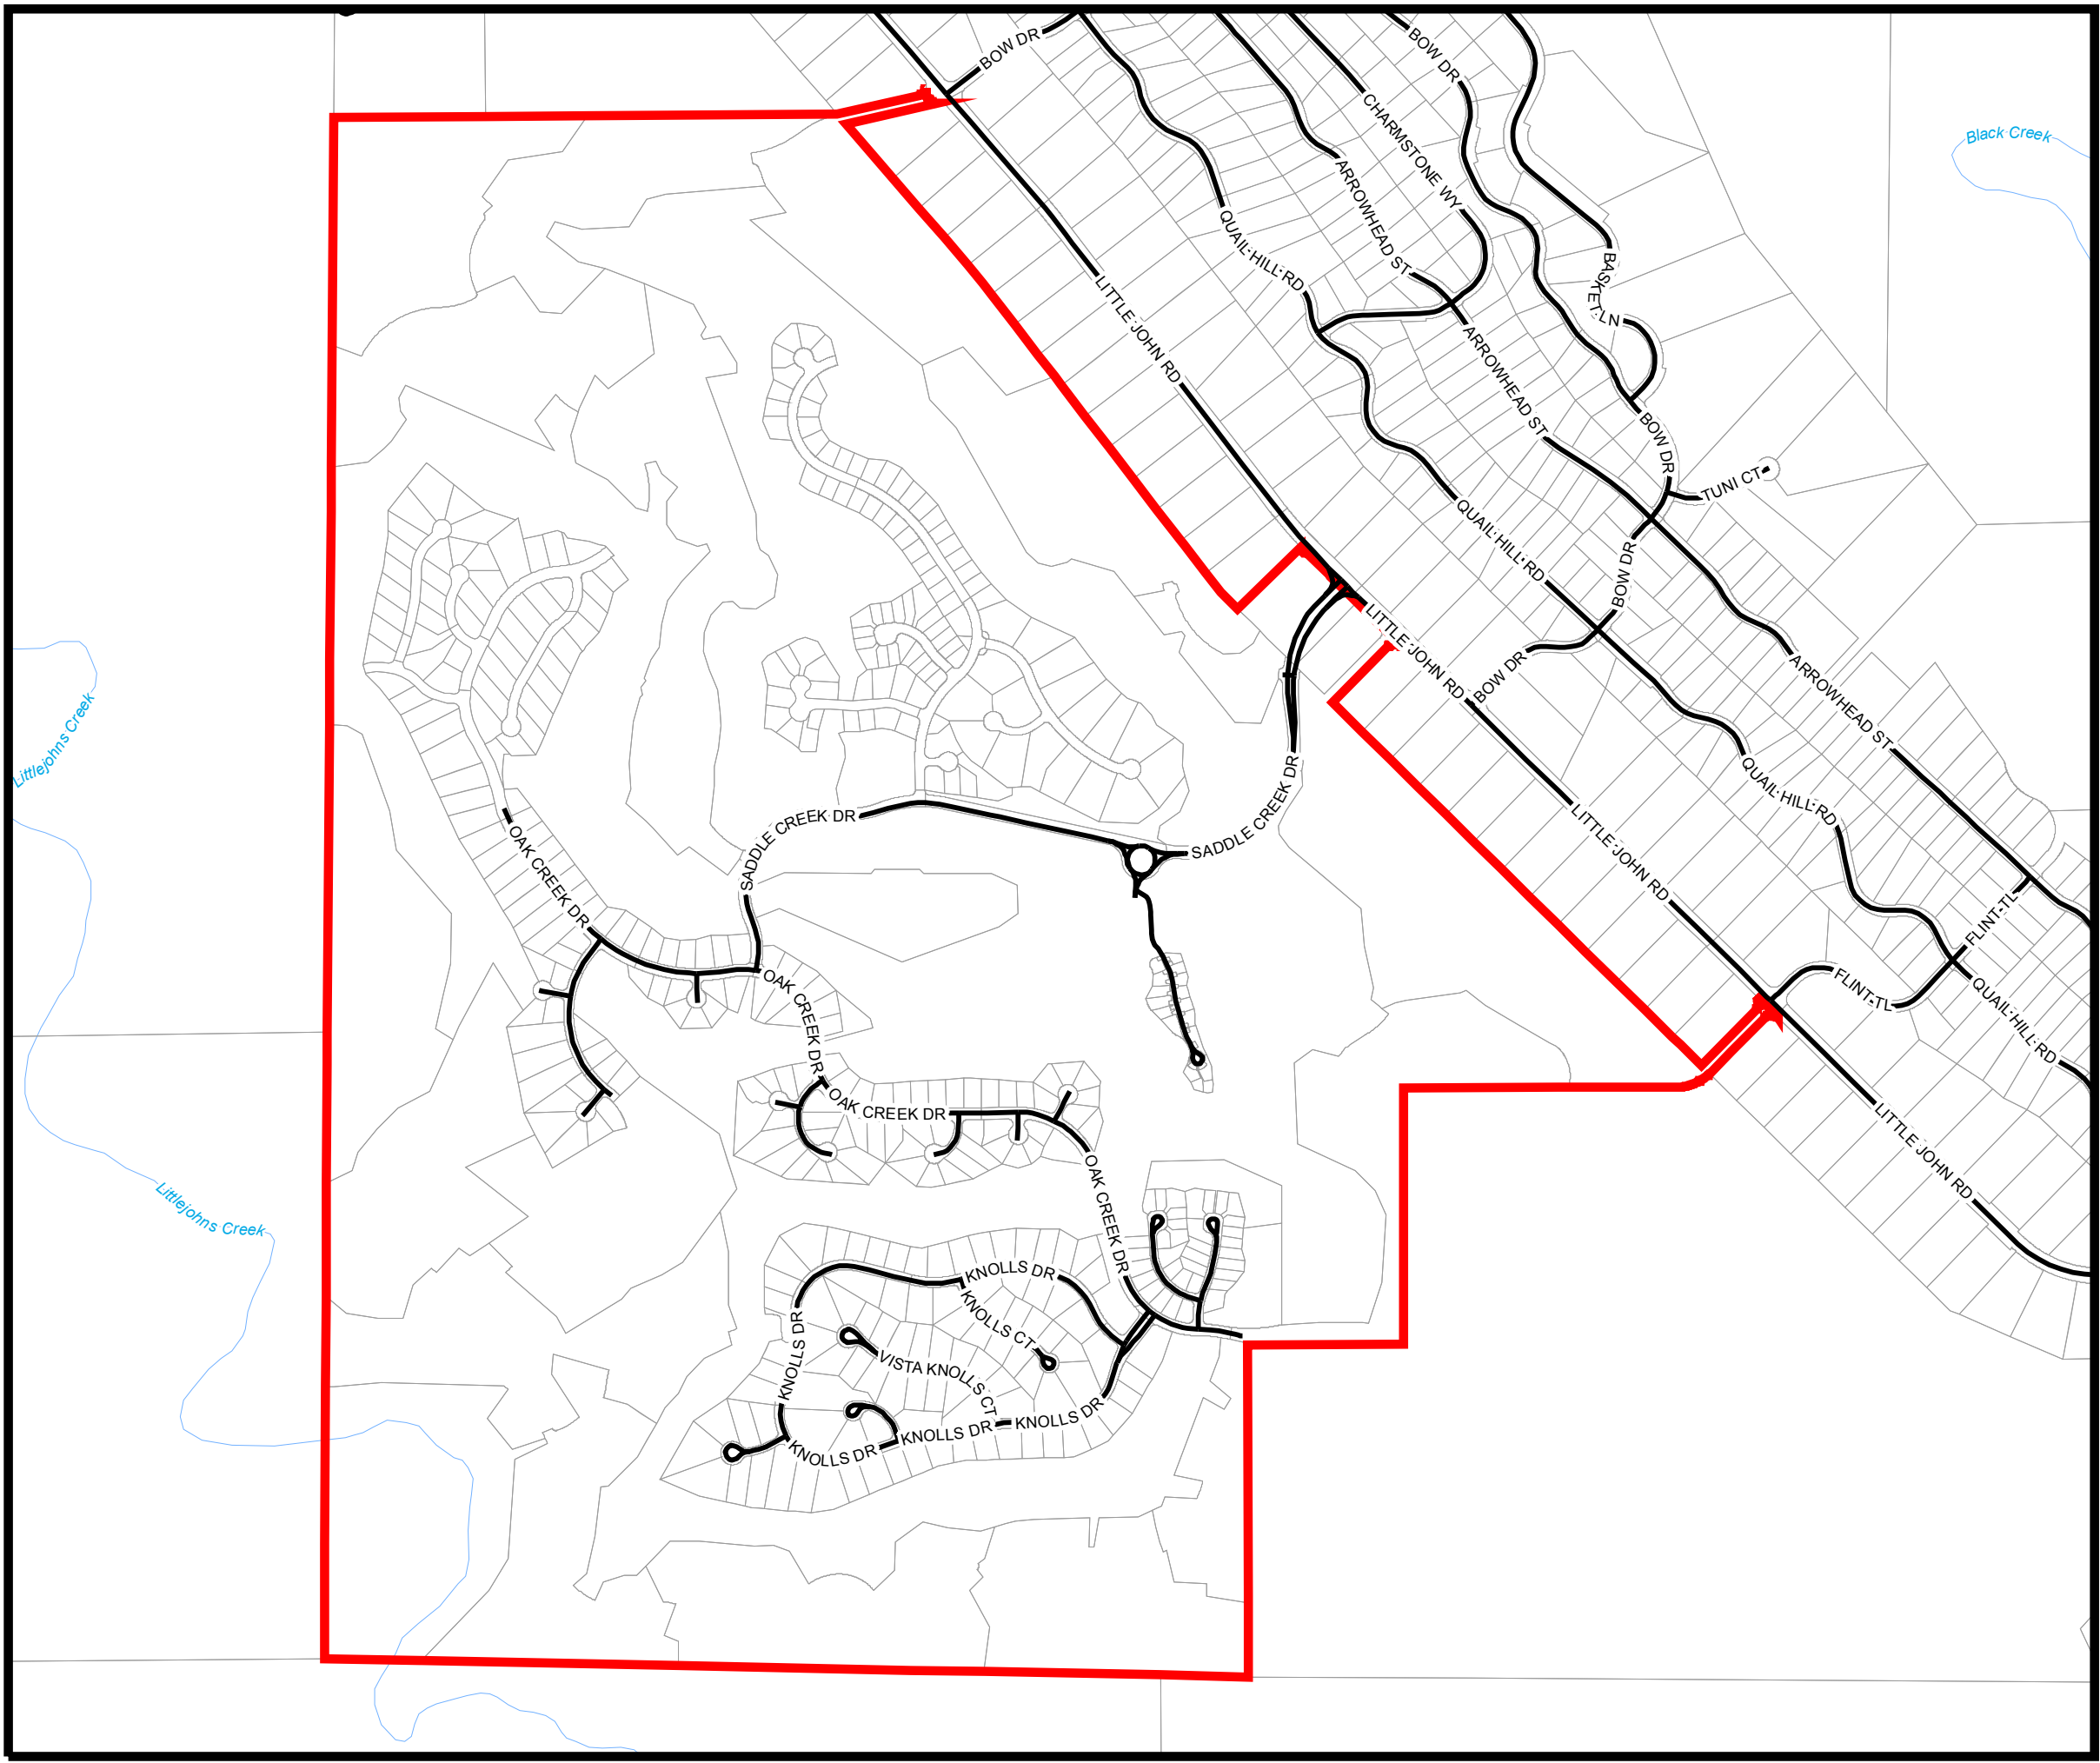 BOW DR
BOW DR
Black Creek
CHARMSTONE WY
ARROWHEAD ST
QUAIL HILL RD
BASKET LN
LITTLE JOHN RD
ARROWHEAD ST
BOW DR
TUNI CT
QUAIL HILL RD
BOW DR
LITTLE JOHN RD
BOW DR
ARROWHEAD ST
Littlejohns Creek
SADDLE CREEK DR
QUAIL HILL RD
SADDLE CREEK DR
LITTLE JOHN RD
OAK CREEK DR
FLINT TL
OAK CREEK DR
FLINT TL
QUAIL HILL RD
OAK CREEK DR
LITTLE JOHN RD
Littlejohns Creek
OAK CREEK DR
KNOLLS DR
KNOLLS CT
KNOLLS DR
VISTA KNOLLS CT
KNOLLS DR
KNOLLS DR
KNOLLS DR